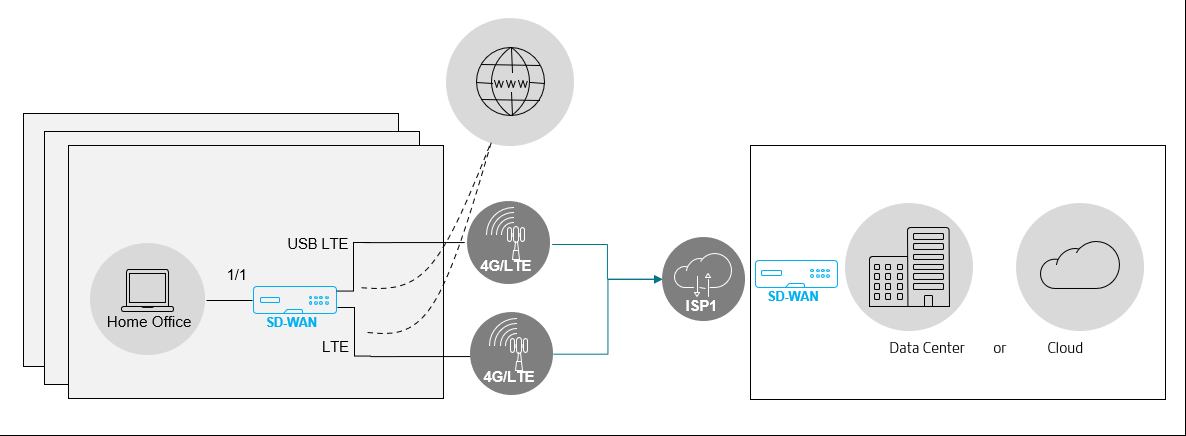 WWW
USB LTE
4G/LTE
1/1
Home Office
SD-WAN
LTE
4G/LTE
ISP1
SD-WAN
Data Center or Cloud